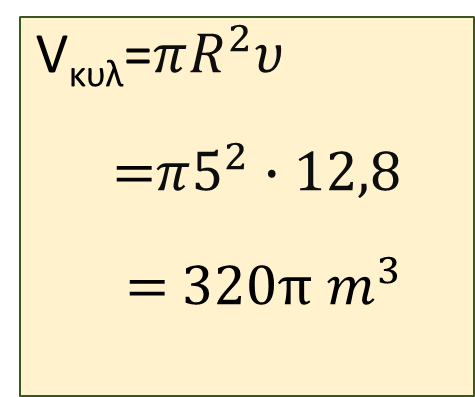 Vκυλ=πR²υ
=π5² · 12,8
= 320π m³